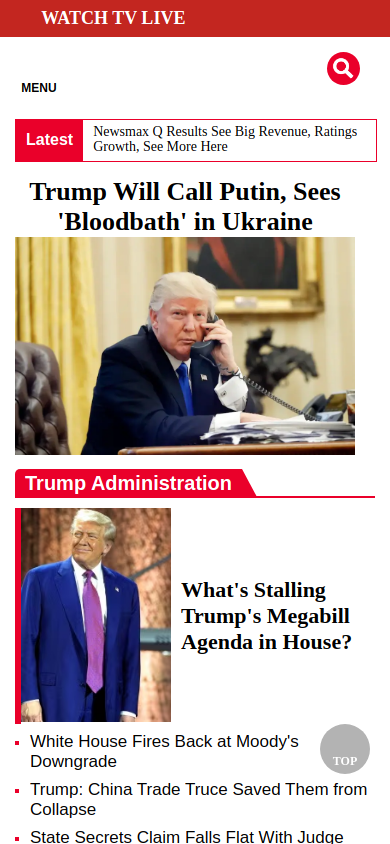 WATCH TV LIVE
MENU
Latest
Newsmax Q Results See Big Revenue, Ratings
Growth, See More Here
Trump Will Call Putin, Sees
'Bloodbath' in Ukraine
Trump Administration
What's Stalling
Trump's Megabill
Agenda in House?
White House Fires Back at Moody's
Downgrade
TOP
Trump: China Trade Truce Saved Them from
Collapse
State Secrets Claim Falls Flat With Judge